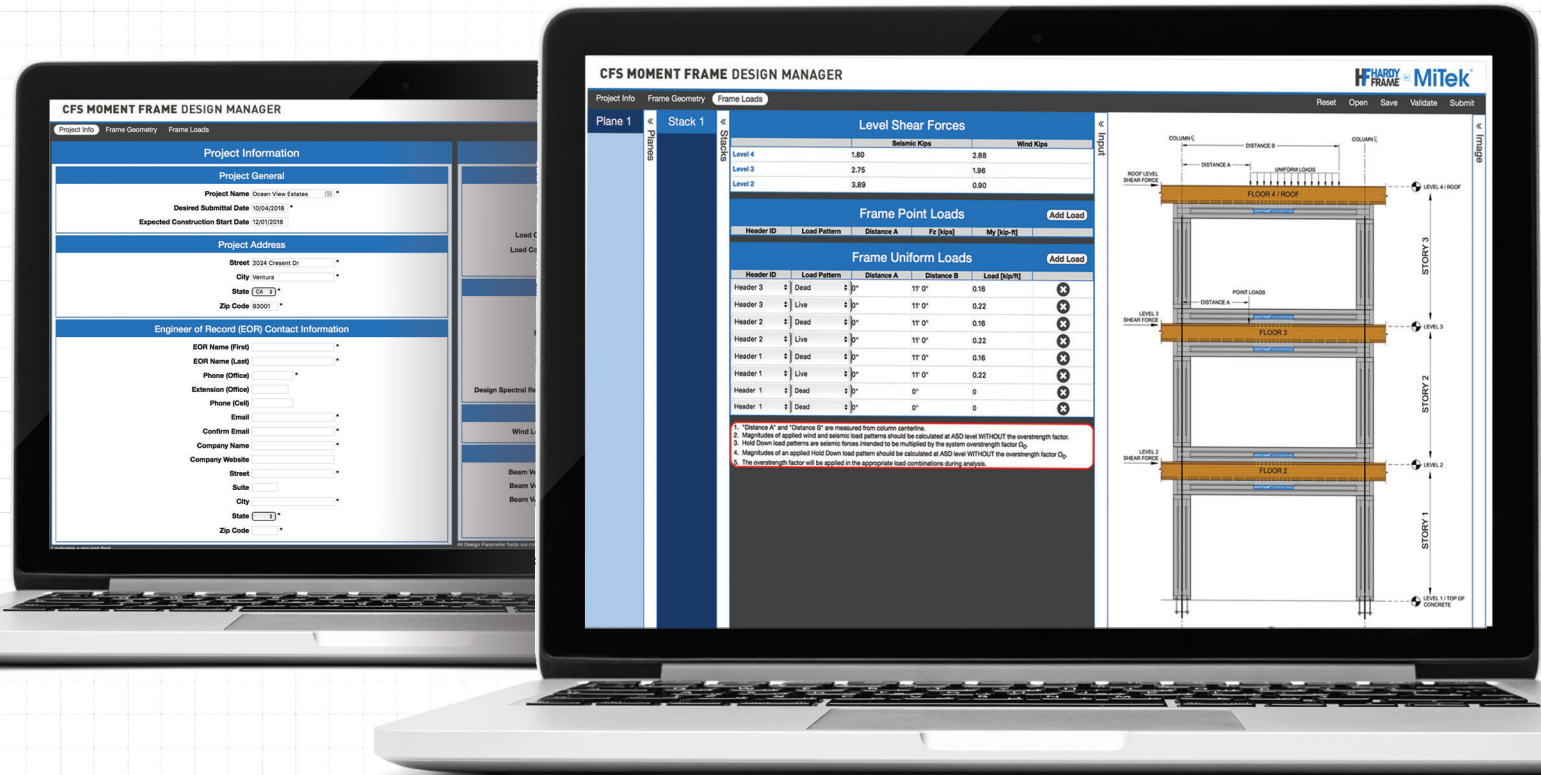 CFS MOMENT FRAME DESIGN MANAGER
Project Info Frame Geometry Frame Loads
Project Information
Project General
Project Name Ocean View Estates *
Desired Submittal Date 10/04/2018 *
Expected Construction Start Date 12/01/2018
Project Address
Street 2024 Cresent Dr *
City Ventura *
State CA *
Zip Code 93001 *
Engineer of Record (EOR) Contact Information
EOR Name (First) *
EOR Name (Last) *
Phone (Office) *
Extension (Office)
Phone (Cell)
Email *
Confirm Email *
Company Name *
Company Website
Street *
Suite
City *
State *
Zip Code *
Load C
Load Co
Design Spectral Re
Wind L
Beam Ve
Beam V
Beam V
All Design Parameter fields are
CFS MOMENT FRAME DESIGN MANAGER
HF HARDY FRAME MiTek
Project Info Frame Geometry Frame Loads
Reset Open Save Validate Submit
Plane 1
« Planes
Stack 1
« Stacks
Level Shear Forces
Seismic Kips Wind Kips
Level 4 1.80 2.88
Level 3 2.75 1.96
Level 2 3.89 0.90
Frame Point Loads Add Load
Header ID Load Pattern Distance A Fz [kips] My [kip-ft]
Frame Uniform Loads Add Load
Header ID Load Pattern Distance A Distance B Load [kip/ft]
Header 3 Dead 0" 11' 0" 0.16
Header 3 Live 0" 11' 0" 0.22
Header 2 Dead 0" 11' 0" 0.16
Header 2 Live 0" 11' 0" 0.22
Header 1 Dead 0" 11' 0" 0.16
Header 1 Live 0" 11' 0" 0.22
Header 1 Dead 0" 0" 0
Header 1 Dead 0" 0" 0
1. "Distance A" and "Distance B" are measured from column centerline.
2. Magnitudes of applied wind and seismic load patterns should be calculated at ASD level WITHOUT the overstrength factor.
3. Hold Down load patterns are seismic forces intended to be multiplied by the system overstrength factor Ω0.
4. Magnitudes of an applied Hold Down load pattern should be calculated at ASD level WITHOUT the overstrength factor Ω0.
5. The overstrength factor will be applied in the appropriate load combinations during analysis.
« Input
« Image
COLUMN ℄ COLUMN ℄
DISTANCE B
DISTANCE A
UNIFORM LOADS
ROOF LEVEL
SHEAR FORCE
FLOOR 4 / ROOF
LEVEL 4 / ROOF
STORY 3
POINT LOADS
DISTANCE A
LEVEL 3
SHEAR FORCE
FLOOR 3
LEVEL 3
STORY 2
LEVEL 2
SHEAR FORCE
FLOOR 2
LEVEL 2
STORY 1
LEVEL 1 / TOP OF
CONCRETE